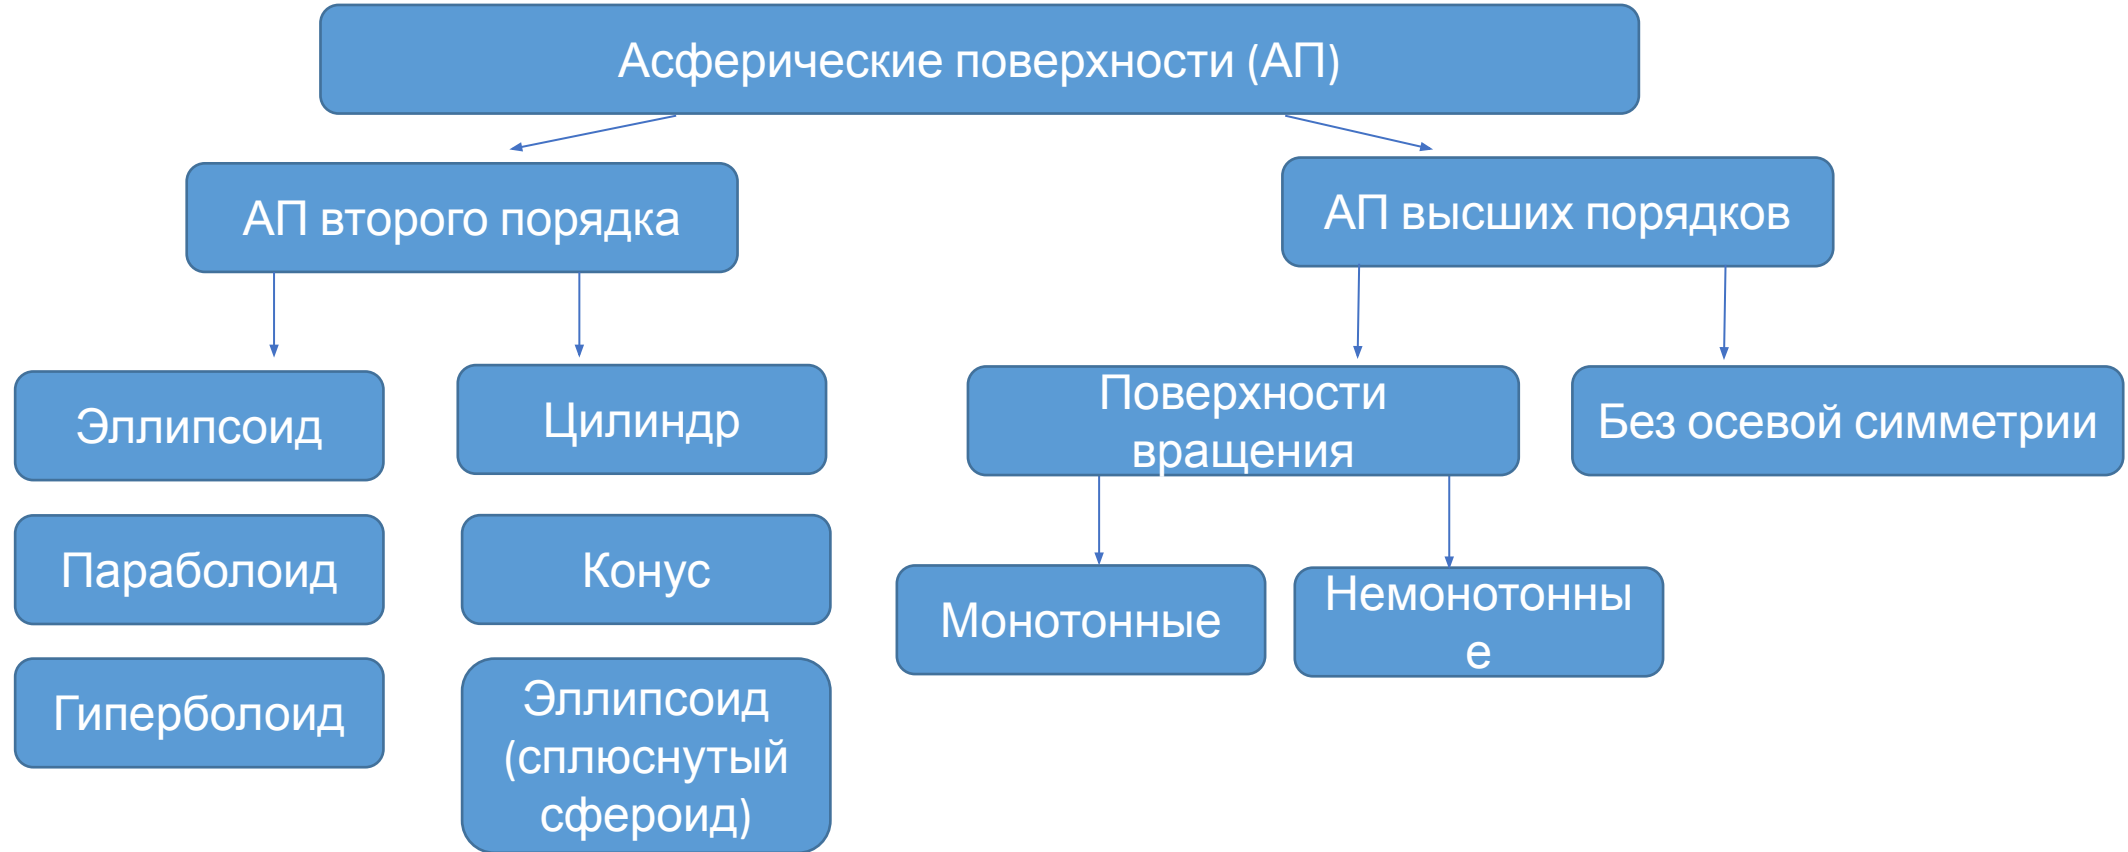 Асферические поверхности (АП)
АП второго порядка
АП высших порядков
Эллипсоид
Цилиндр
Поверхности
вращения
Без осевой симметрии
Параболоид
Конус
Монотонные
Немонотонны
е
Гиперболоид
Эллипсоид
(сплюснутый
сфероид)